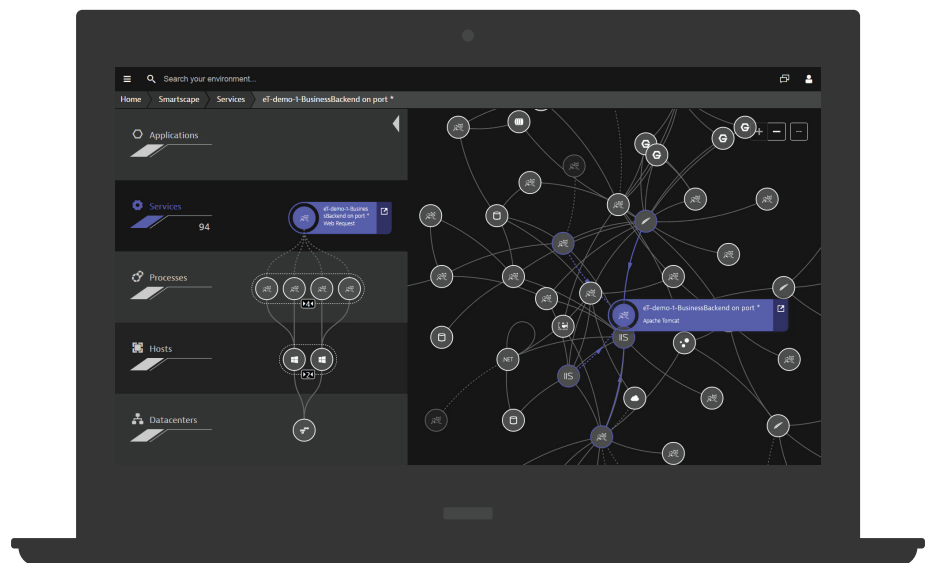 Search your environment...
Home
Smartscape
Services
eT-demo-1-BusinessBackend on port *
Applications
Services
94
eT-demo-1-Busines
sBackend on port *
Web Request
Processes
4
Hosts
2
Datacenters
eT-demo-1-BusinessBackend on port *
Apache Tomcat
IIS
.NET
IIS